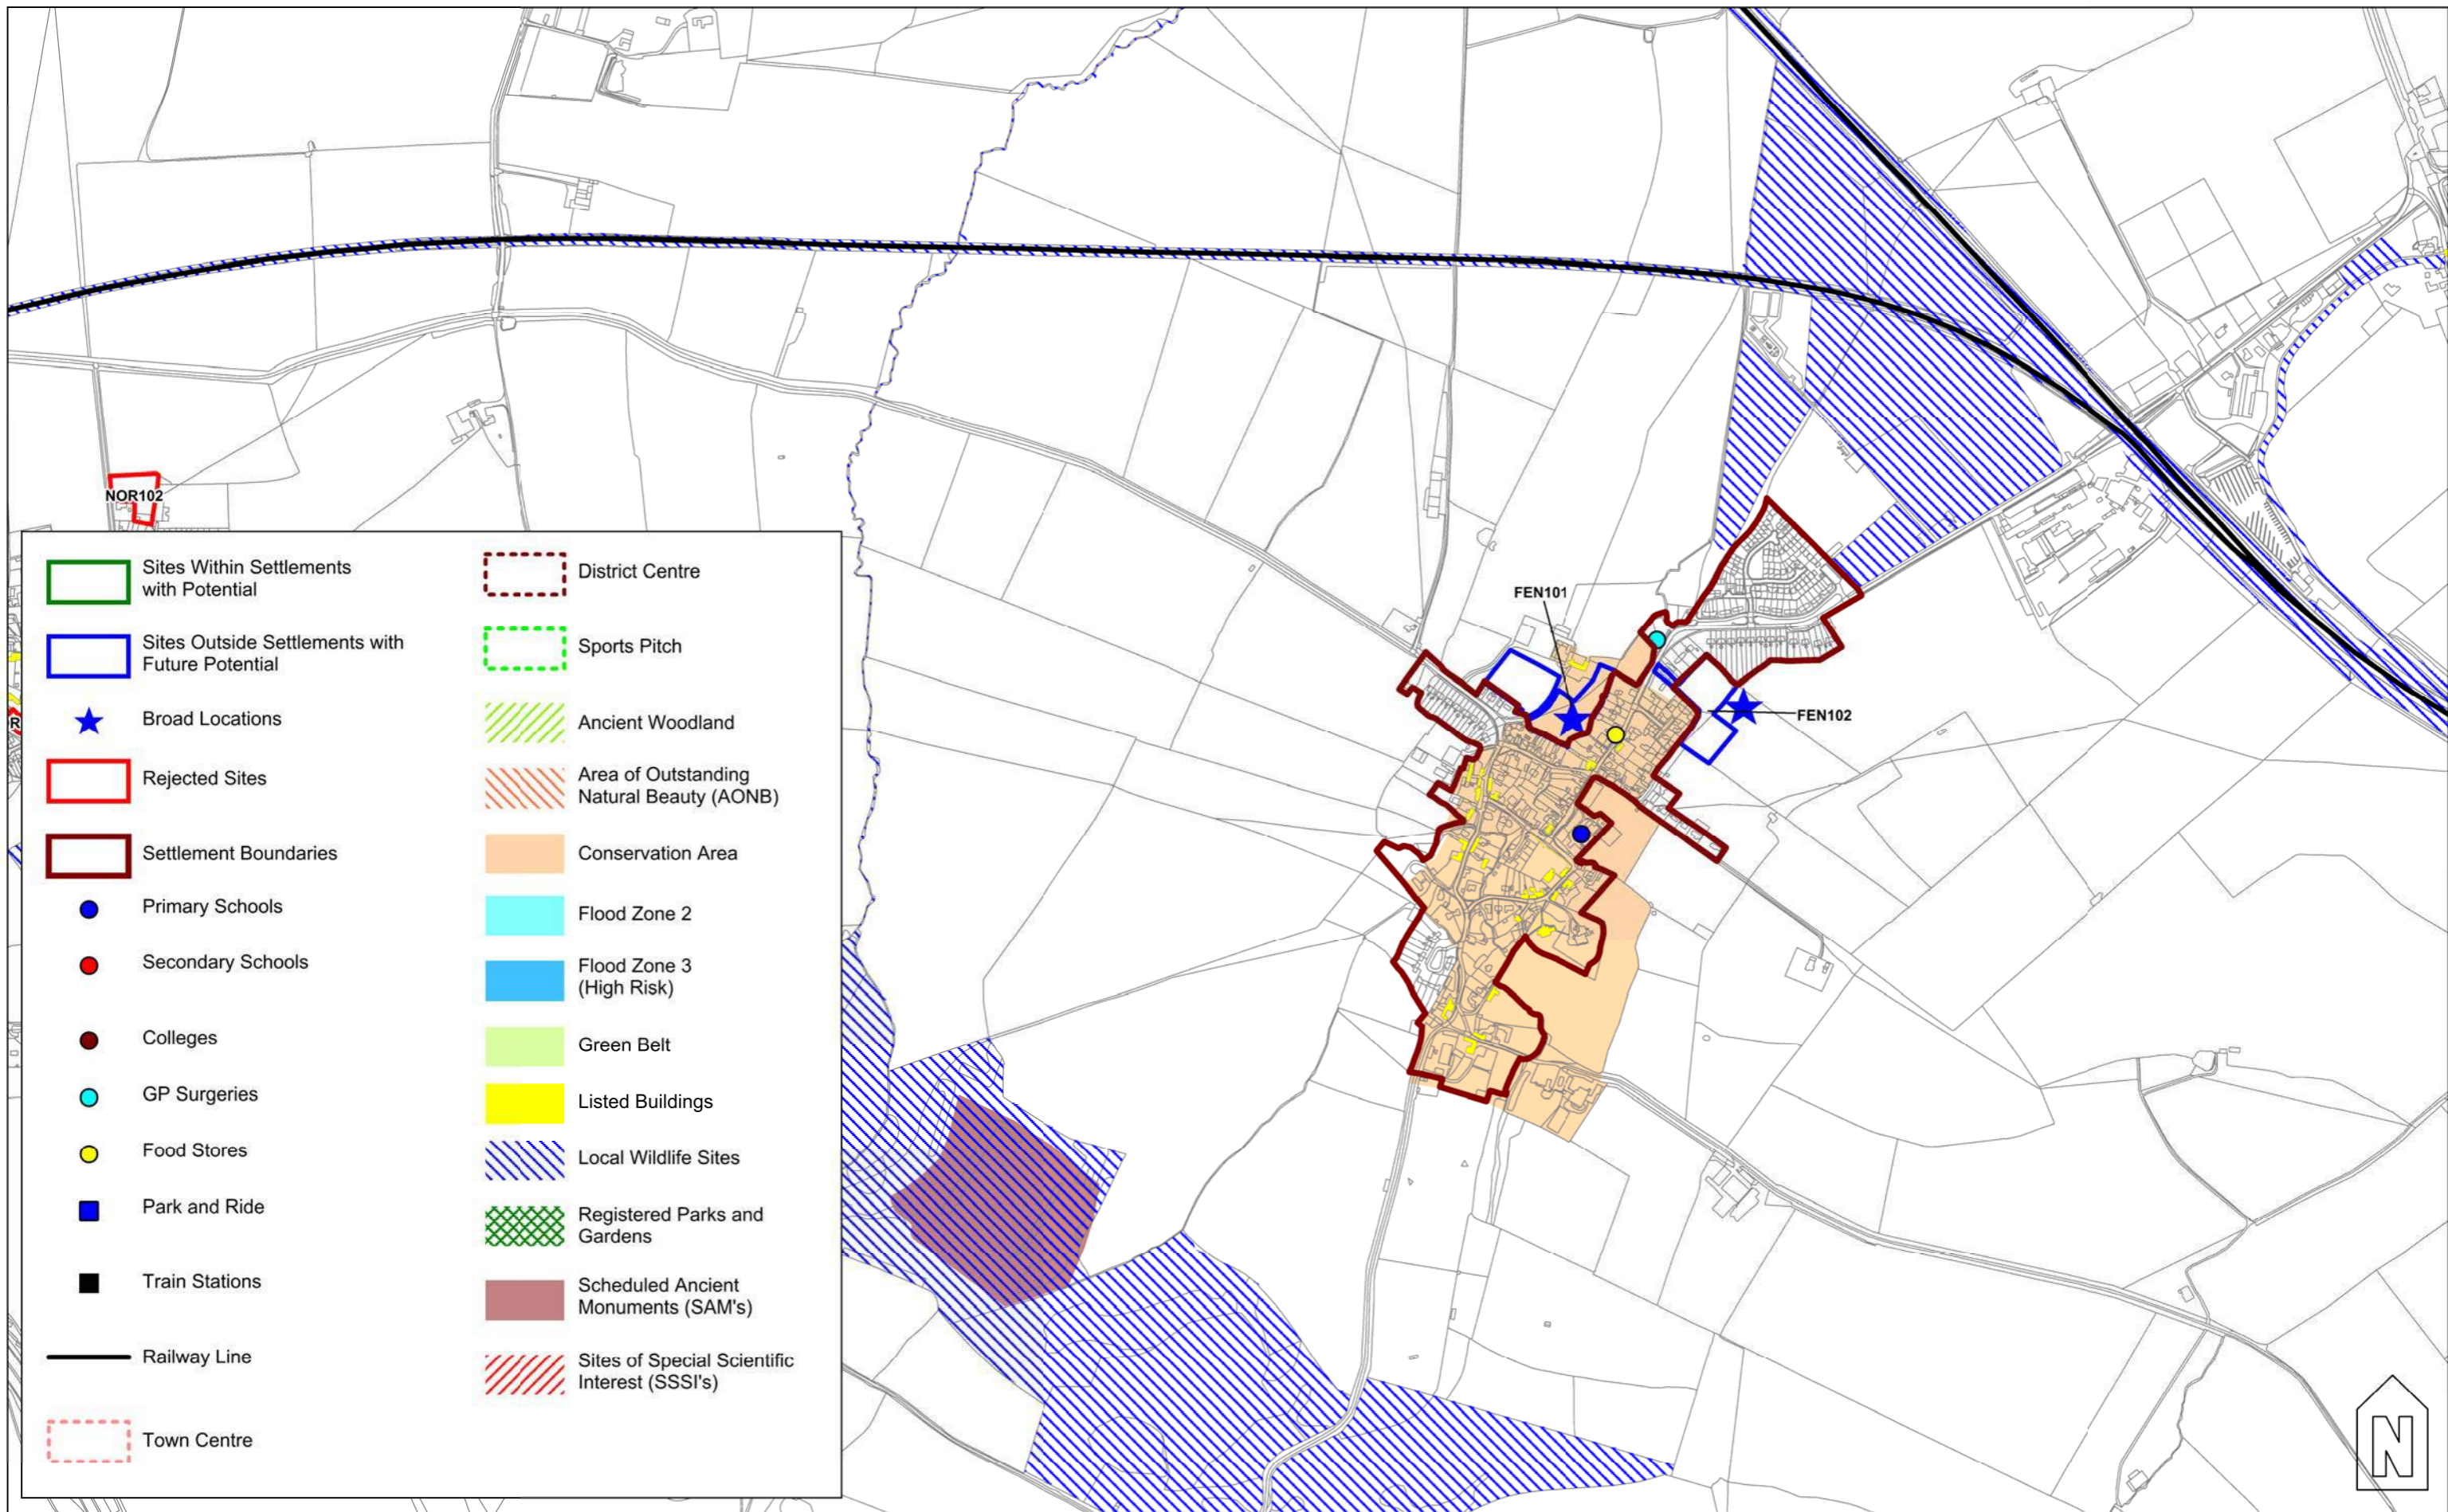 NOR102
FEN101
FEN102
R
Sites Within Settlements
with Potential
Sites Outside Settlements with
Future Potential
Broad Locations
Rejected Sites
Settlement Boundaries
Primary Schools
Secondary Schools
Colleges
GP Surgeries
Food Stores
Park and Ride
Train Stations
Railway Line
Town Centre
District Centre
Sports Pitch
Ancient Woodland
Area of Outstanding
Natural Beauty (AONB)
Conservation Area
Flood Zone 2
Flood Zone 3
(High Risk)
Green Belt
Listed Buildings
Local Wildlife Sites
Registered Parks and
Gardens
Scheduled Ancient
Monuments (SAM's)
Sites of Special Scientific
Interest (SSSI's)
N